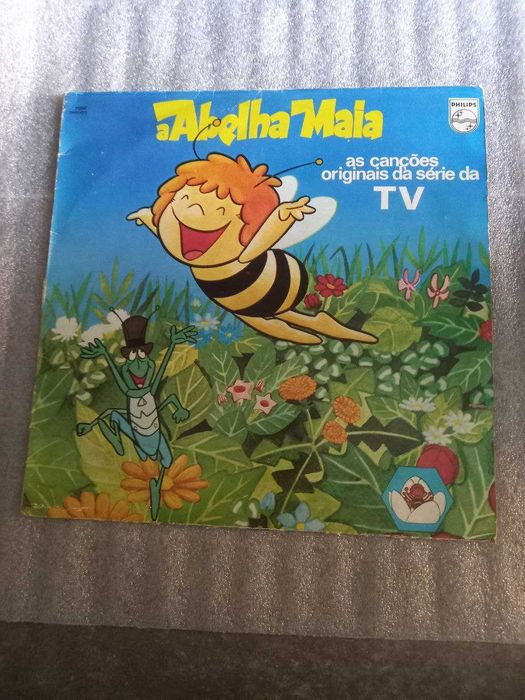 a Abelha Maia
PHILIPS
as canções
originais da série da
TV